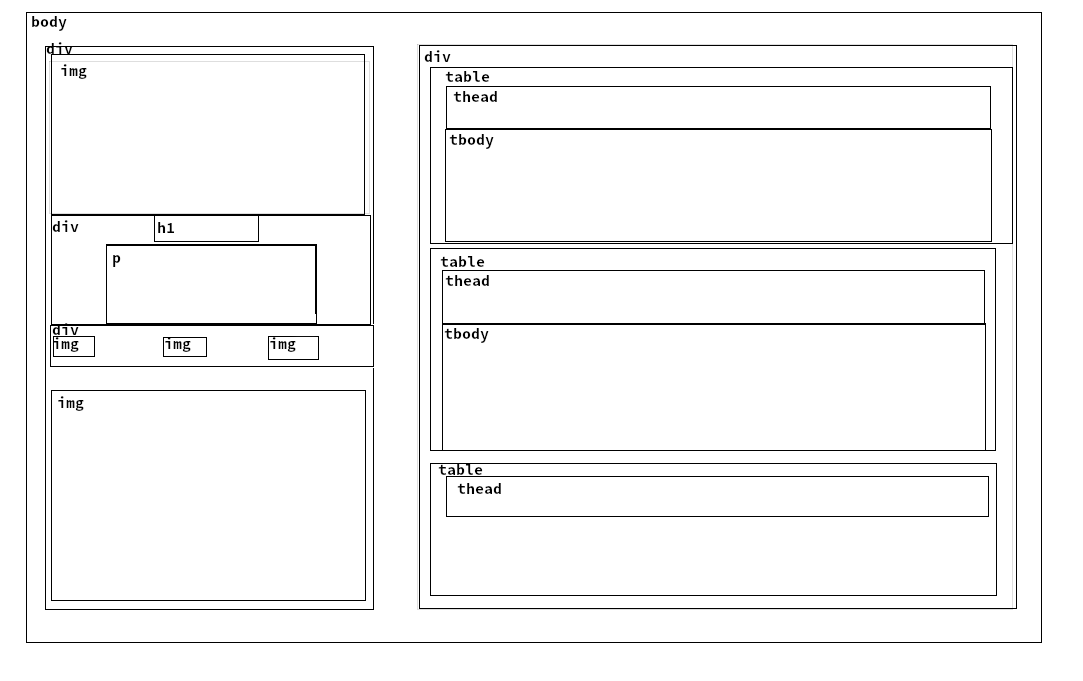 body
div
img
div
h1
p
div
img
img
img
img
div
table
thead
tbody
table
thead
tbody
table
thead